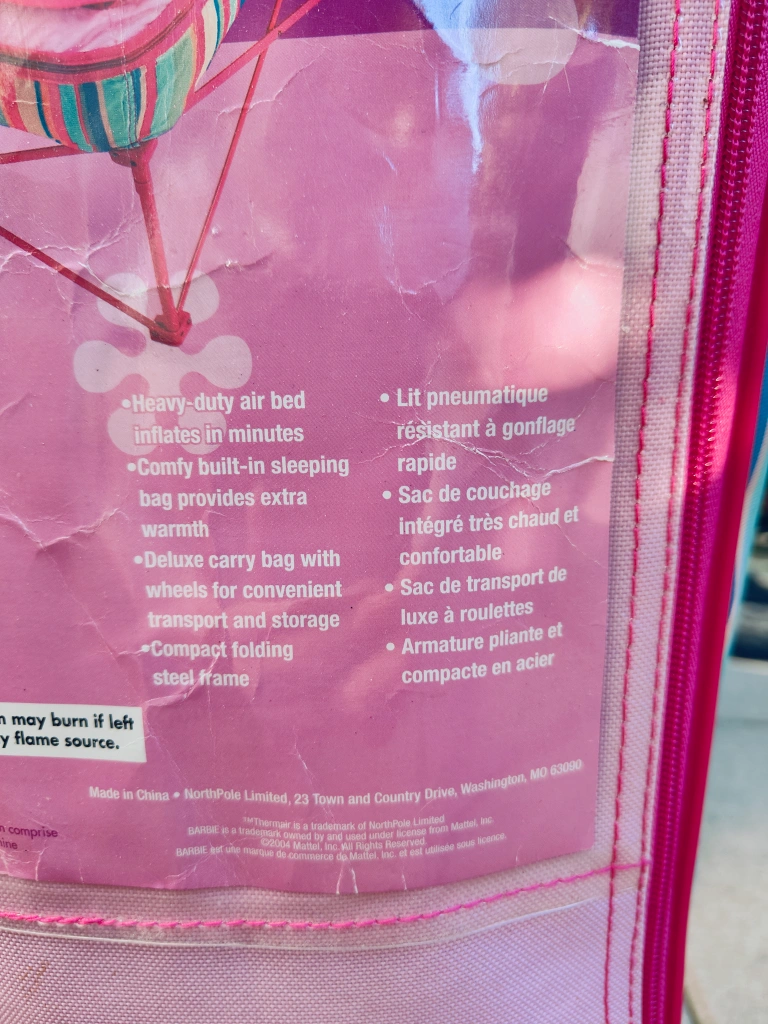 •Heavy-duty air bed
inflates in minutes
•Comfy built-in sleeping
bag provides extra
warmth
•Deluxe carry bag with
wheels for convenient
transport and storage
•Compact folding
steel frame
• Lit pneumatique
résistant à gonflage
rapide
• Sac de couchage
intégré très chaud et
confortable
• Sac de transport de
luxe à roulettes
• Armature pliante et
compacte en acier
may burn if left
flame source.
Made in China • NorthPole Limited, 23 Town and Country Drive, Washington, MO 63090
comprise
™Thermair is a trademark of NorthPole Limited
BARBIE is a trademark owned by and used under license from Mattel, Inc.
©2004 Mattel, Inc. All Rights Reserved.
BARBIE est une marque de commerce de Mattel, Inc. et est utilisée sous licence.